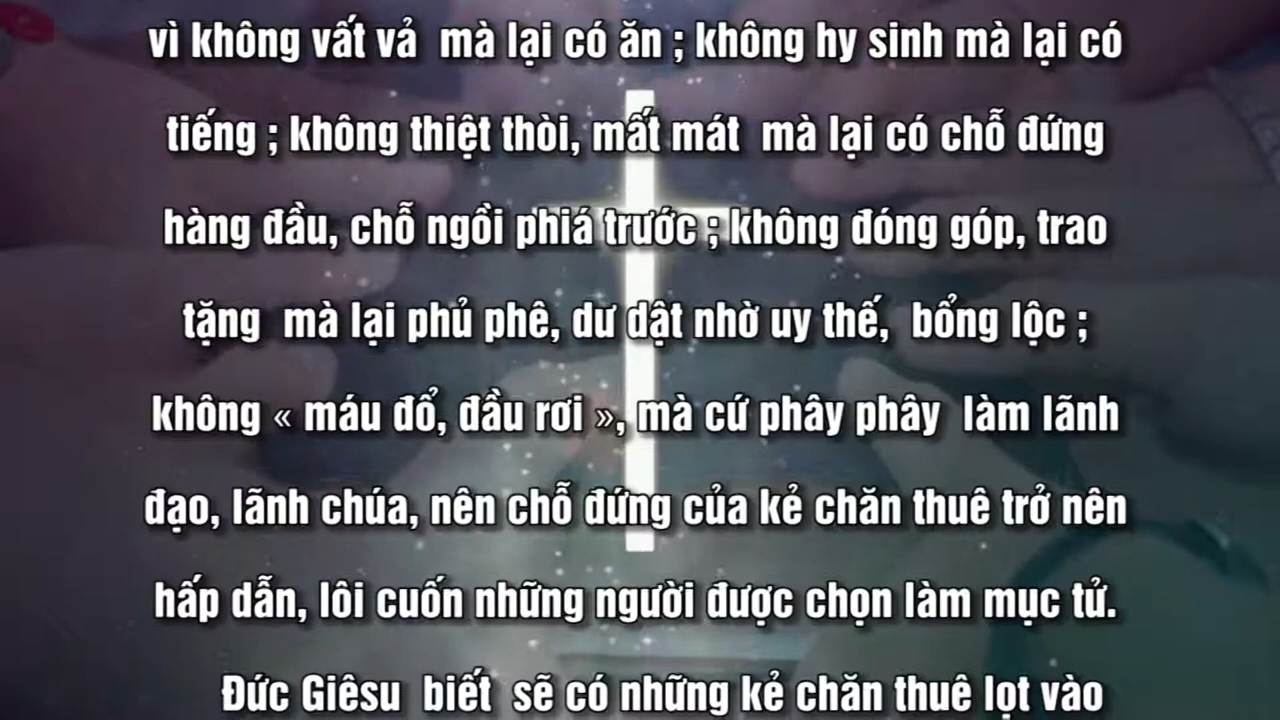 vì không vất vả mà lại có ăn ; không hy sinh mà lại có
tiếng ; không thiệt thòi, mất mát mà lại có chỗ đứng
hàng đầu, chỗ ngồi phiá trước ; không đóng góp, trao
tặng mà lại phủ phê, dư dật nhờ uy thế, bổng lộc ;
không « máu đổ, đầu rơi », mà cứ phây phây làm lãnh
đạo, lãnh chúa, nên chỗ đứng của kẻ chăn thuê trở nên
hấp dẫn, lôi cuốn những người được chọn làm mục tử.
Đức Giêsu biết sẽ có những kẻ chăn thuê lọt vào